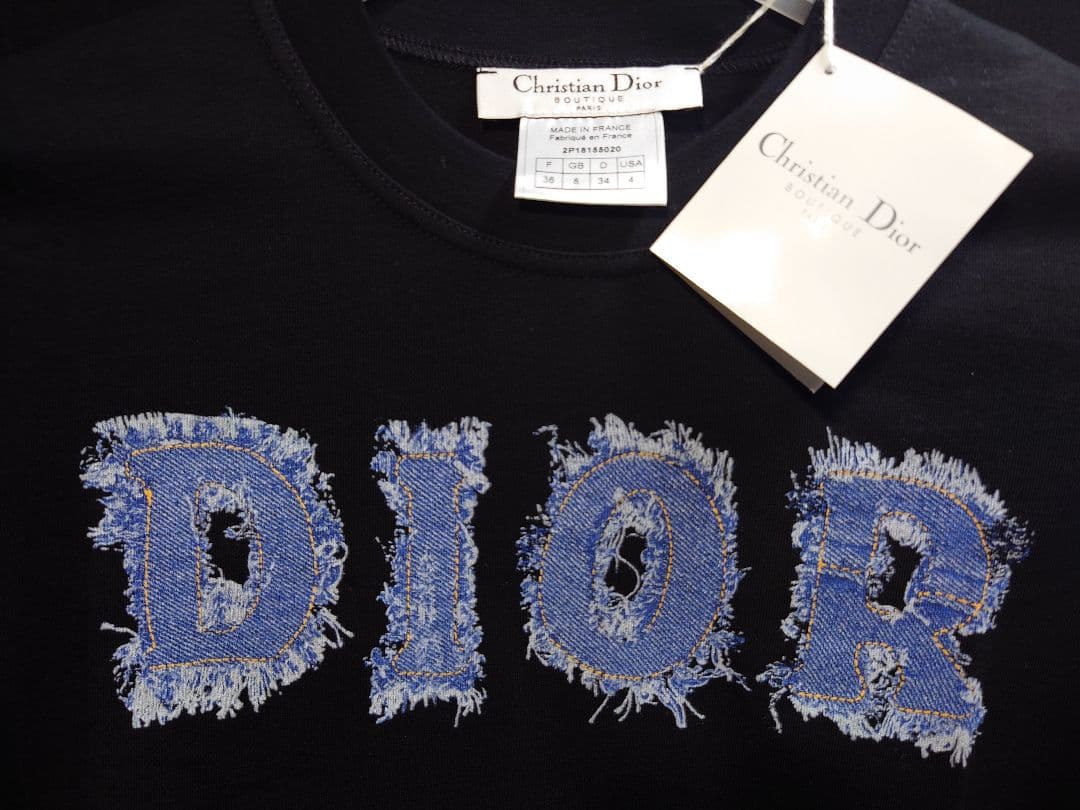 Christian Dior
BOUTIQUE
PARIS
MADE IN FRANCE
Fabriqué en France
2P18155020
F GB D USA
36 8 34 4
Christian Dior
BOUTIQUE
PARIS
DIOR